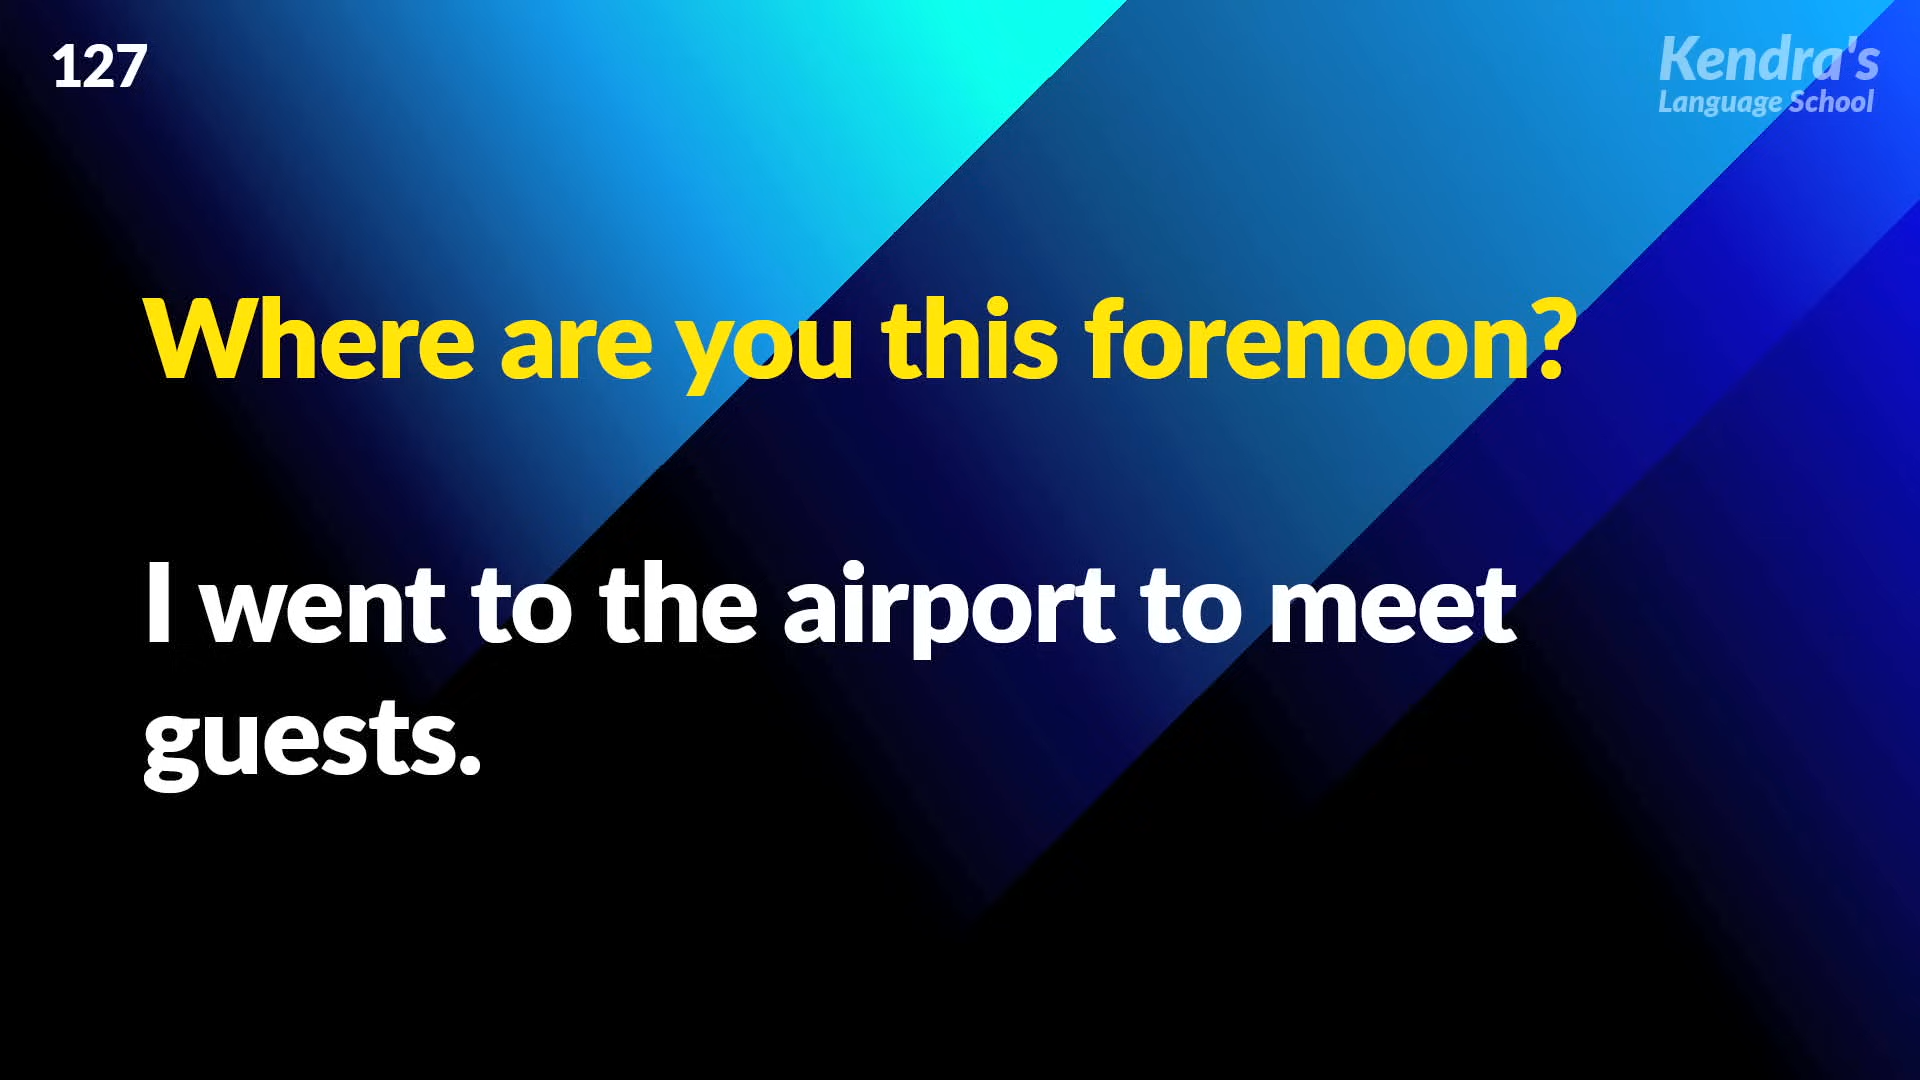 127
Kendra's
Language School
Where are you this forenoon?
I went to the airport to meet
guests.